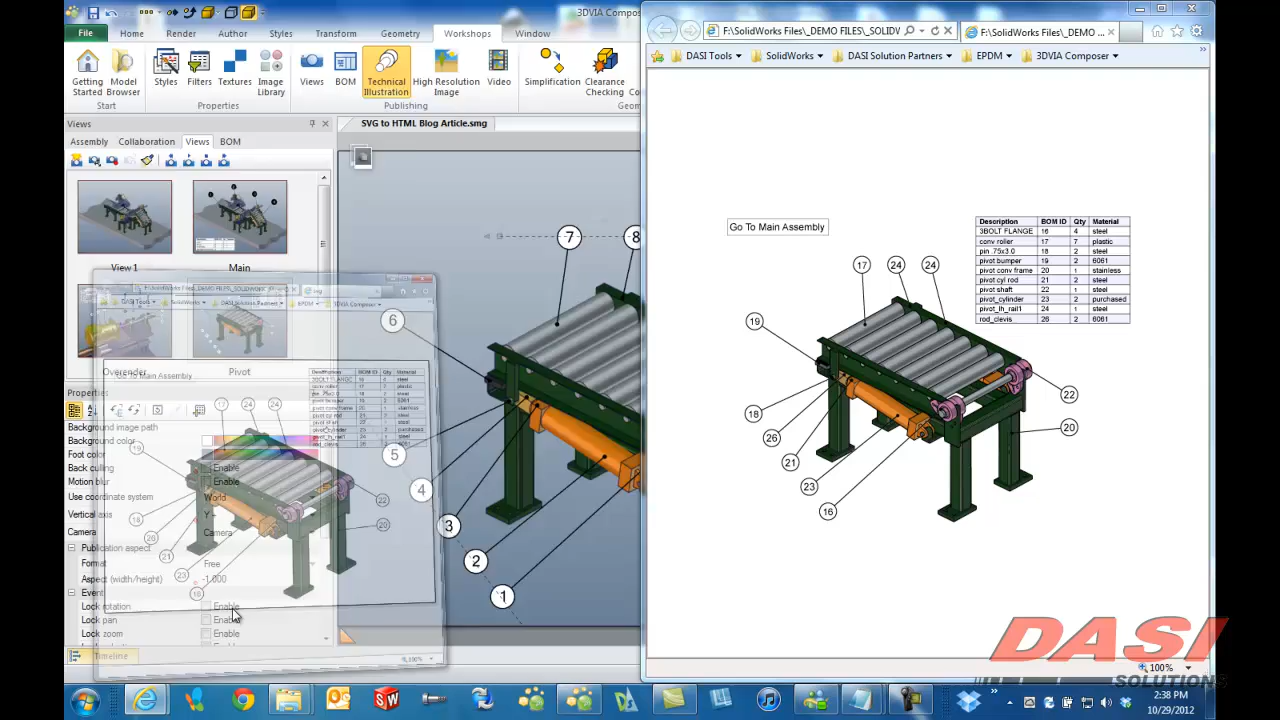 3DVIA Compos
File Home Render Author Styles Transform Geometry Workshops Window
Getting Started Model Browser Styles Filters Textures Image Library Views BOM Technical Illustration High Resolution Image Video Simplification Clearance Checking
Start Properties Publishing Geom
Views
SVG to HTML Blog Article.smg
Assembly Collaboration Views BOM
View 1 Main
Overender Pivot
Properties
Background image path
Background color
Foot color
Back culling Enable
Motion blur Enable
Use coordinate system World
Vertical axis Y
Camera Camera
Publication aspect
Format Free
Aspect (width/height) -1.000
Event
Lock rotation Enable
Lock pan Enable
Lock zoom Enable
Timeline
7 8
6
5
4
3
2
1
F:\SolidWorks Files\_DEMO FILES\_SOLIDV
F:\SolidWorks Files\_DEMO ...
DASI Tools SolidWorks DASI Solution Partners EPDM 3DVIA Composer
Go To Main Assembly
Description BOM ID Qty Material
3BOLT FLANGE 16 4 steel
conv roller 17 7 plastic
pin .75x3.0 18 2 steel
pivot bumper 19 2 6061
pivot conv frame 20 1 stainless
pivot cyl rod 21 2 steel
pivot shaft 22 1 steel
pivot_cylinder 23 2 purchased
pivot_lh_rail1 24 1 steel
rod_clevis 26 2 6061
17 24 24
19
22
18
20
26
21
23
16
100%
DASI
SOLUTIONS
2:38 PM
10/29/2012